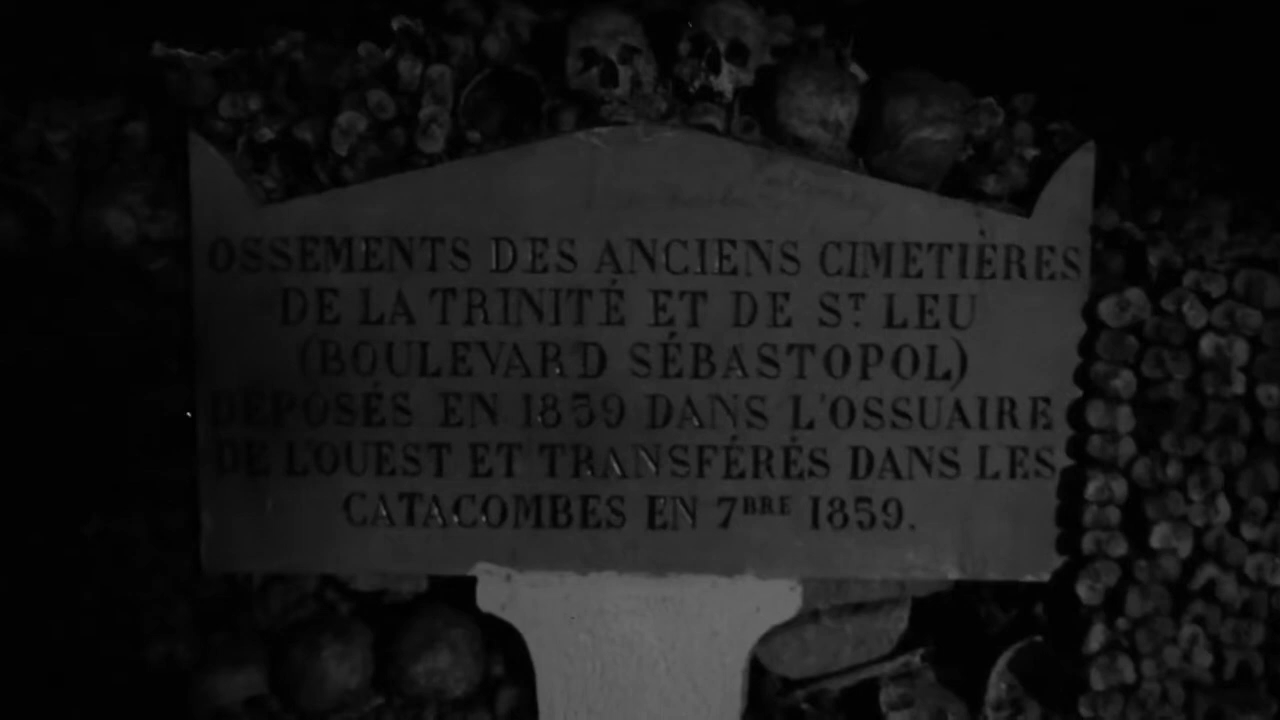 OSSEMENTS DES ANCIENS CIMETIÈRES
DE LA TRINITÉ ET DE ST LEU
(BOULEVARD SÉBASTOPOL)
DÉPOSÉS EN 1859 DANS L'OSSUAIRE
DE L'OUEST ET TRANSFÉRÉS DANS LES
CATACOMBES EN 7BRE 1859.